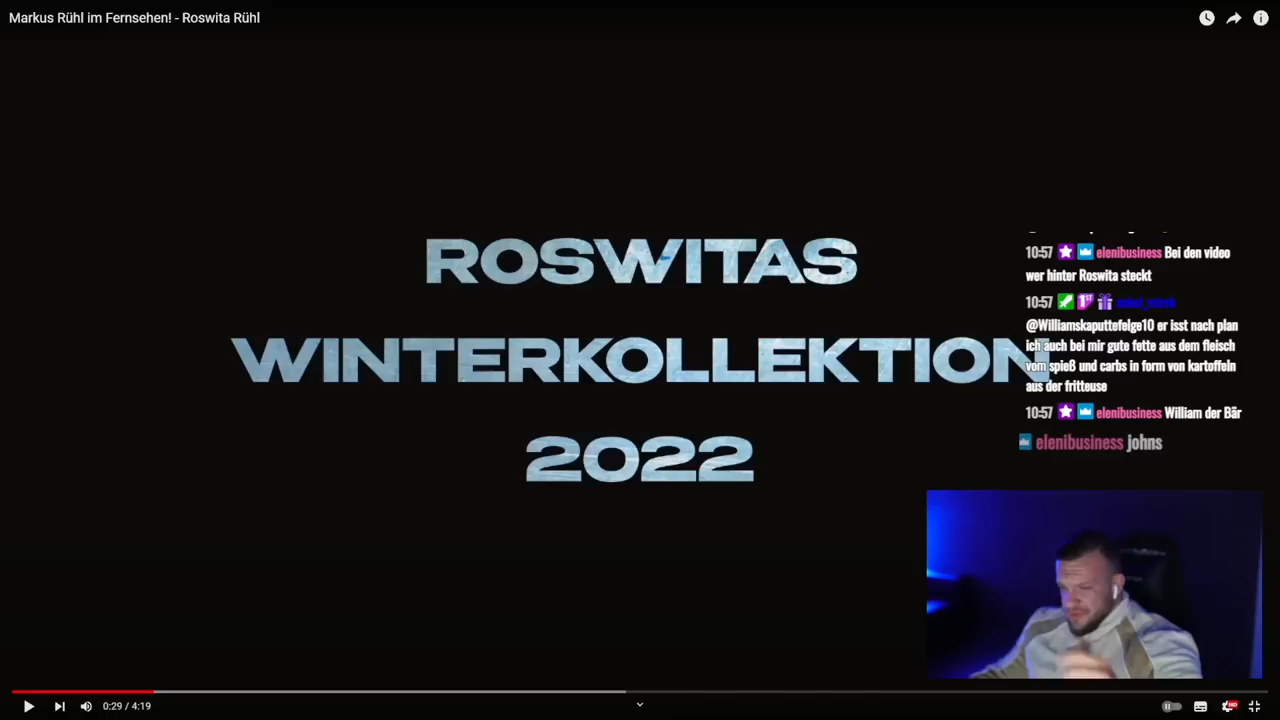 Markus Rühl im Fernsehen! - Roswita Rühl
ROSWITAS
WINTERKOLLEKTION
2022
10:57 elenibusiness Bei den video
wer hinter Roswita steckt
10:57
@Williamskaputtefelge10 er isst nach plan
ich auch bei mir gute fette aus dem fleisch
vom spieß und carbs in form von kartoffeln
aus der fritteuse
10:57 elenibusiness William der Bär
elenibusiness johns
0:29 / 4:19
HD